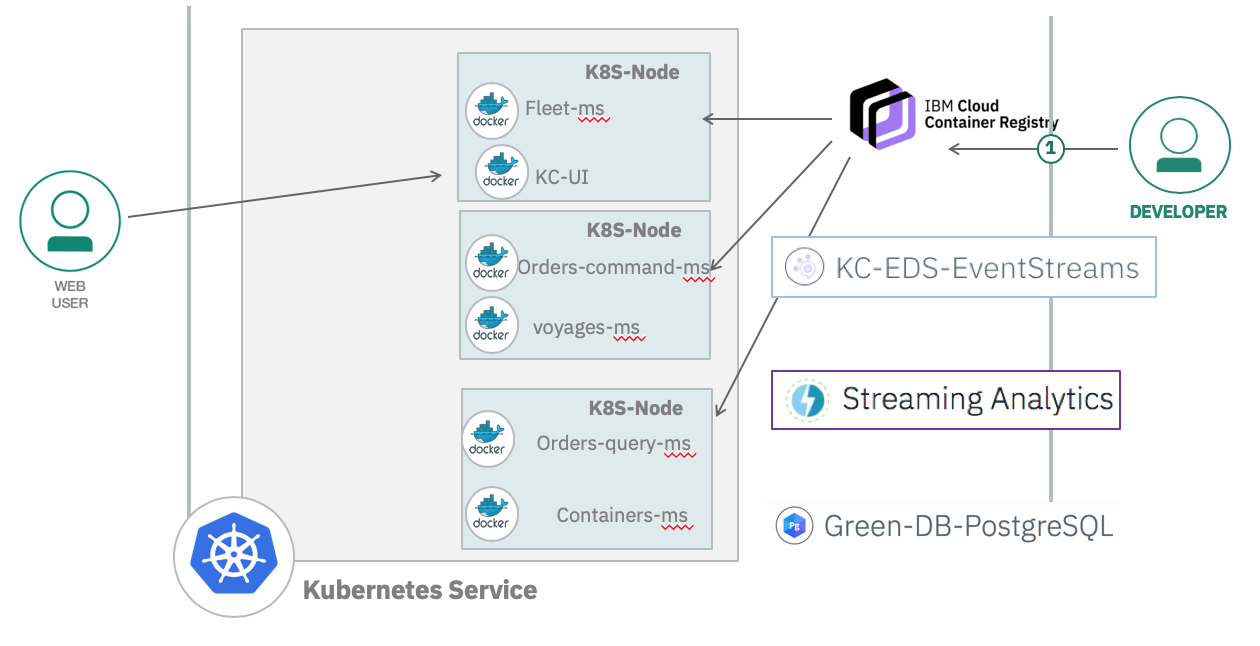 K8S-Node
docker
Fleet-ms
docker
KC-UI
IBM Cloud
Container Registry
1
DEVELOPER
WEB
USER
K8S-Node
docker
Orders-command-ms
docker
voyages-ms
KC-EDS-EventStreams
K8S-Node
docker
Orders-query-ms
docker
Containers-ms
Streaming Analytics
Pg
Green-DB-PostgreSQL
Kubernetes Service